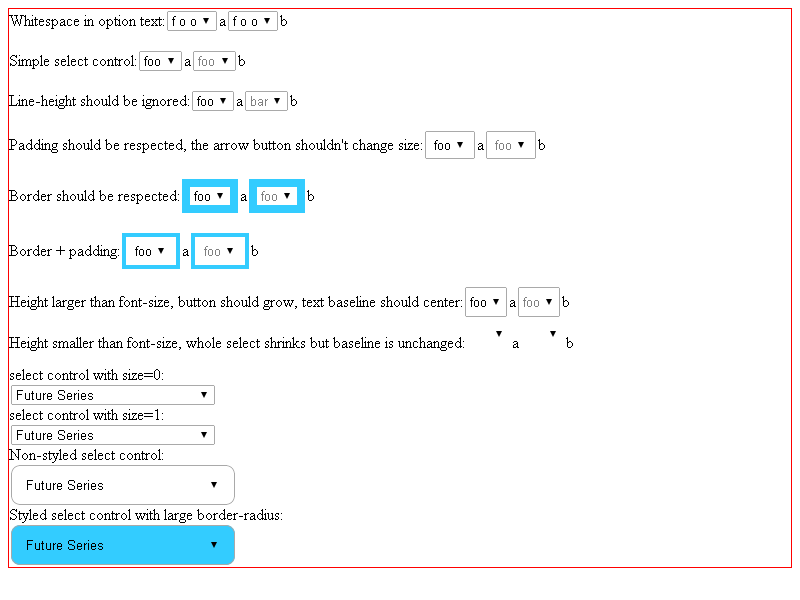 Whitespace in option text: f o o ▼ a f o o ▼ b
Simple select control: foo ▼ a foo ▼ b
Line-height should be ignored: foo ▼ a bar ▼ b
Padding should be respected, the arrow button shouldn't change size: foo ▼ a foo ▼ b
Border should be respected: foo ▼ a foo ▼ b
Border + padding: foo ▼ a foo ▼ b
Height larger than font-size, button should grow, text baseline should center: foo ▼ a foo ▼ b
Height smaller than font-size, whole select shrinks but baseline is unchanged: ▼ a ▼ b
select control with size=0:
Future Series ▼
select control with size=1:
Future Series ▼
Non-styled select control:
Future Series ▼
Styled select control with large border-radius:
Future Series ▼